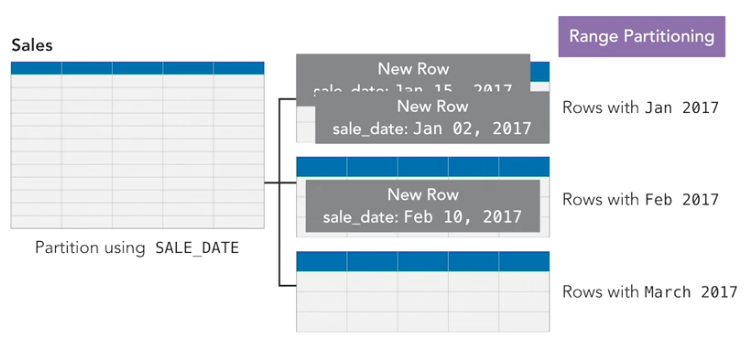 Range Partitioning
Sales
New Row
sale_date: Jan 15, 2017
New Row
sale_date: Jan 02, 2017
Rows with Jan 2017
New Row
sale_date: Feb 10, 2017
Rows with Feb 2017
Partition using SALE_DATE
Rows with March 2017